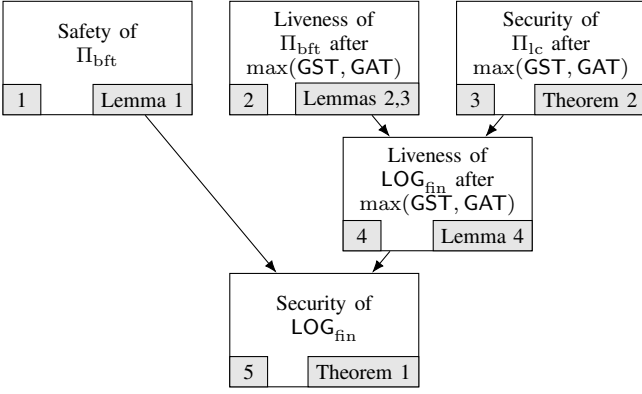 Safety of
Π_bft
1
Lemma 1
Liveness of
Π_bft after
max(GST, GAT)
2
Lemmas 2,3
Security of
Π_lc after
max(GST, GAT)
3
Theorem 2
Liveness of
LOG_fin after
max(GST, GAT)
4
Lemma 4
Security of
LOG_fin
5
Theorem 1